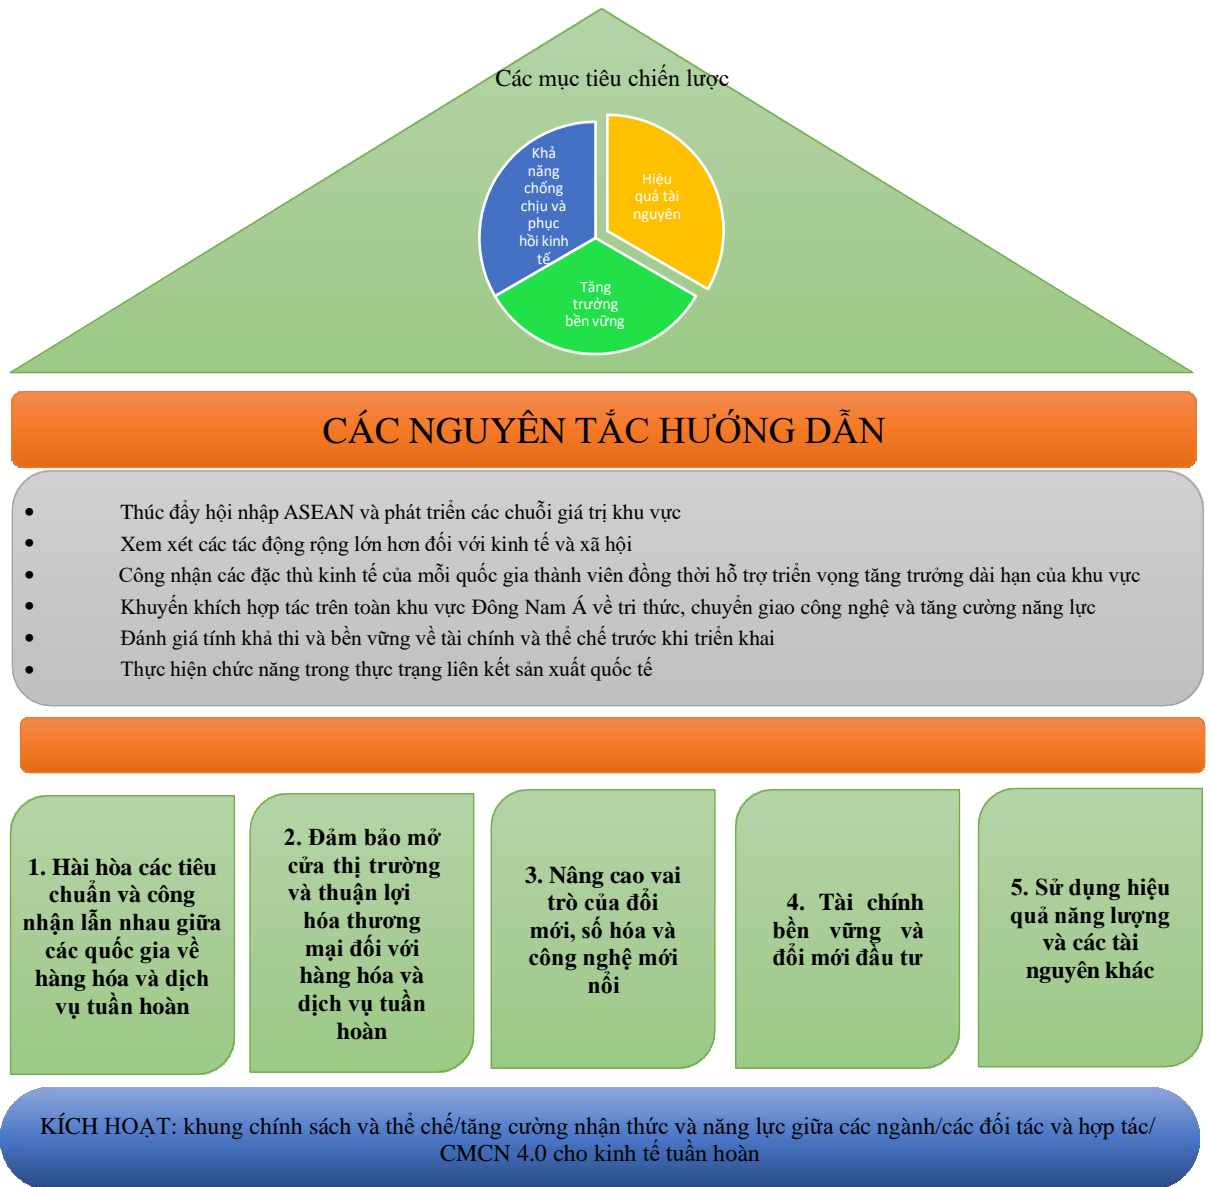 Các mục tiêu chiến lược
Khả
năng
chống
chịu và
phục
hồi kinh
tế
Hiệu
quả tài
nguyên
Tăng
trưởng
bền vững
CÁC NGUYÊN TẮC HƯỚNG DẪN
• Thúc đẩy hội nhập ASEAN và phát triển các chuỗi giá trị khu vực
• Xem xét các tác động rộng lớn hơn đối với kinh tế và xã hội
• Công nhận các đặc thù kinh tế của mỗi quốc gia thành viên đồng thời hỗ trợ triển vọng tăng trưởng dài hạn của khu vực
• Khuyến khích hợp tác trên toàn khu vực Đông Nam Á về tri thức, chuyển giao công nghệ và tăng cường năng lực
• Đánh giá tính khả thi và bền vững về tài chính và thể chế trước khi triển khai
• Thực hiện chức năng trong thực trạng liên kết sản xuất quốc tế
1. Hài hòa các tiêu
chuẩn và công
nhận lẫn nhau giữa
các quốc gia về
hàng hóa và dịch
vụ tuần hoàn
2. Đảm bảo mở
cửa thị trường
và thuận lợi
hóa thương
mại đối với
hàng hóa và
dịch vụ tuần
hoàn
3. Nâng cao vai
trò của đổi
mới, số hóa và
công nghệ mới
nổi
4. Tài chính
bền vững và
đổi mới đầu tư
5. Sử dụng hiệu
quả năng lượng
và các tài
nguyên khác
KÍCH HOẠT: khung chính sách và thể chế/tăng cường nhận thức và năng lực giữa các ngành/các đối tác và hợp tác/
CMCN 4.0 cho kinh tế tuần hoàn